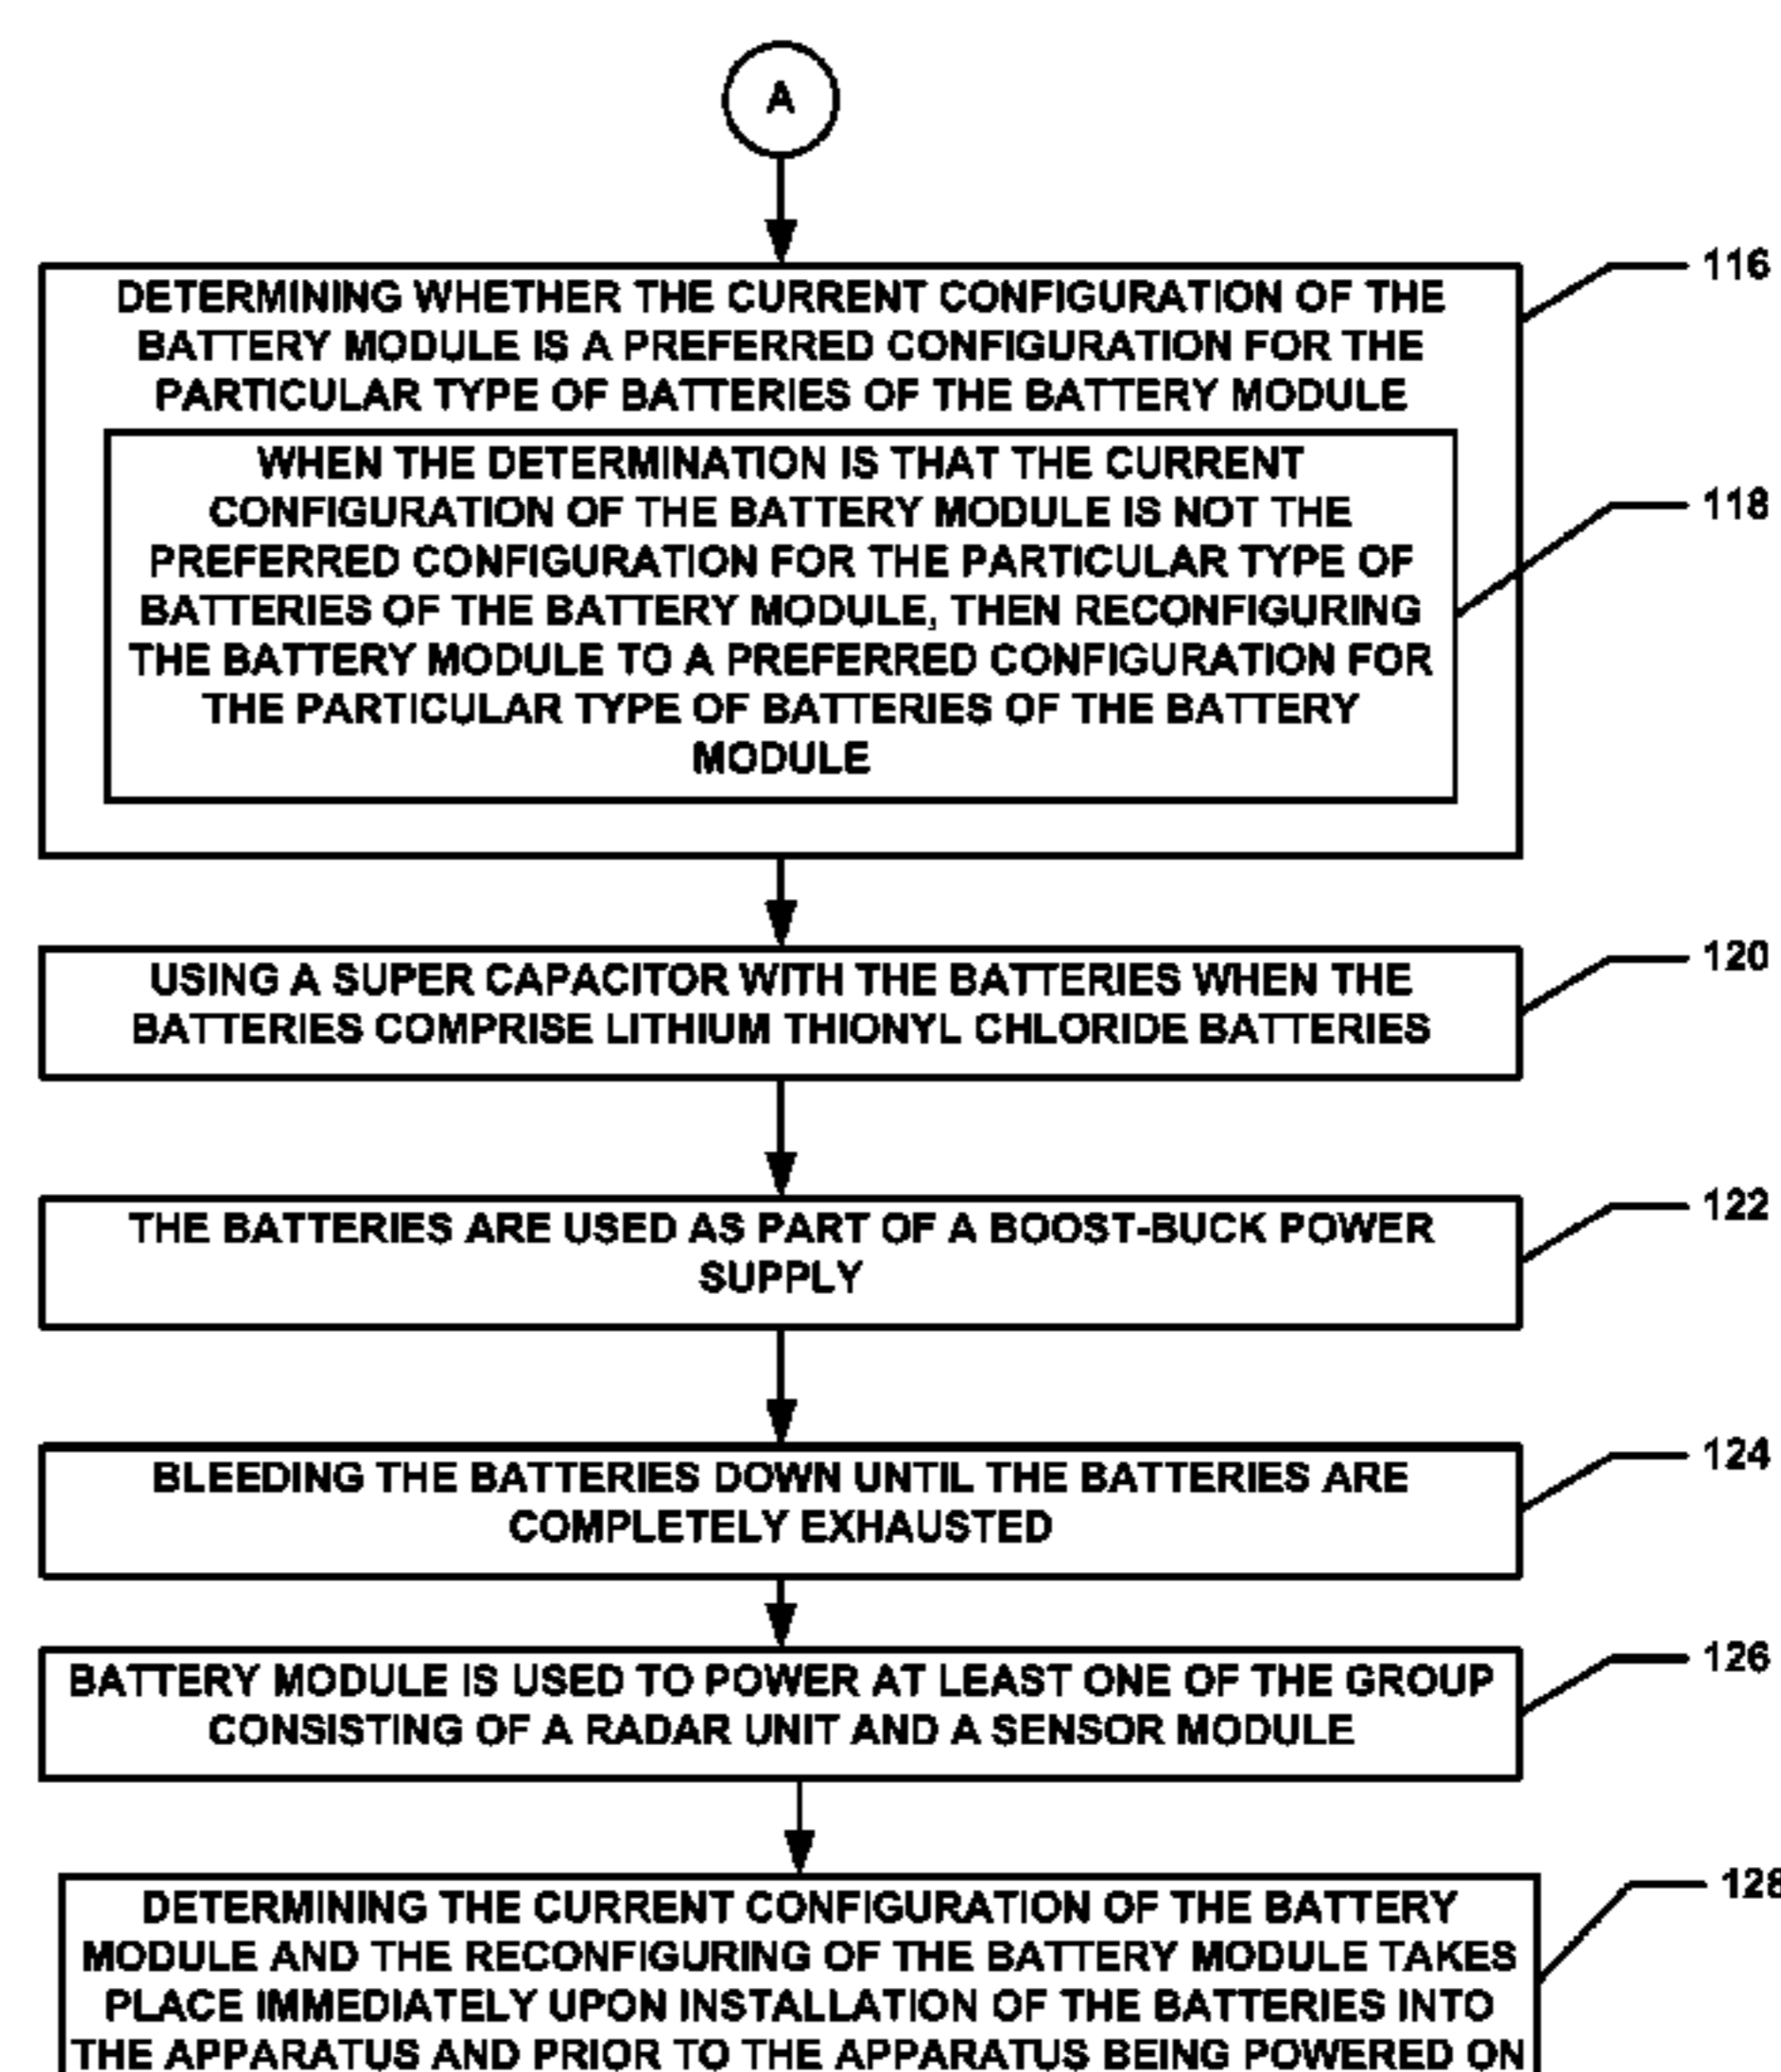 A
DETERMINING WHETHER THE CURRENT CONFIGURATION OF THE
BATTERY MODULE IS A PREFERRED CONFIGURATION FOR THE
PARTICULAR TYPE OF BATTERIES OF THE BATTERY MODULE
116
WHEN THE DETERMINATION IS THAT THE CURRENT
CONFIGURATION OF THE BATTERY MODULE IS NOT THE
PREFERRED CONFIGURATION FOR THE PARTICULAR TYPE OF
BATTERIES OF THE BATTERY MODULE, THEN RECONFIGURING
THE BATTERY MODULE TO A PREFERRED CONFIGURATION FOR
THE PARTICULAR TYPE OF BATTERIES OF THE BATTERY
MODULE
118
USING A SUPER CAPACITOR WITH THE BATTERIES WHEN THE
BATTERIES COMPRISE LITHIUM THIONYL CHLORIDE BATTERIES
120
THE BATTERIES ARE USED AS PART OF A BOOST-BUCK POWER
SUPPLY
122
BLEEDING THE BATTERIES DOWN UNTIL THE BATTERIES ARE
COMPLETELY EXHAUSTED
124
BATTERY MODULE IS USED TO POWER AT LEAST ONE OF THE GROUP
CONSISTING OF A RADAR UNIT AND A SENSOR MODULE
126
DETERMINING THE CURRENT CONFIGURATION OF THE BATTERY
MODULE AND THE RECONFIGURING OF THE BATTERY MODULE TAKES
PLACE IMMEDIATELY UPON INSTALLATION OF THE BATTERIES INTO
THE APPARATUS AND PRIOR TO THE APPARATUS BEING POWERED ON
128